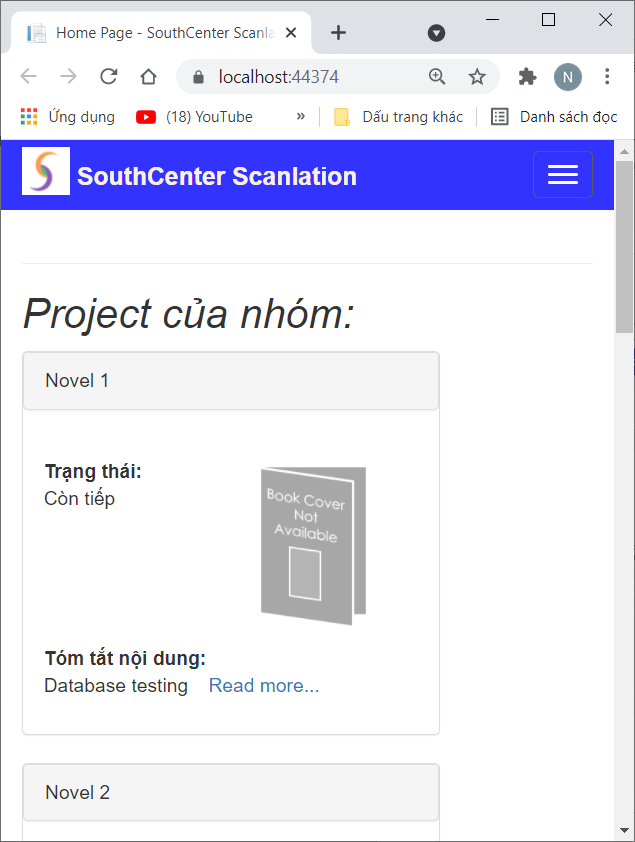 Home Page - SouthCenter Scanla
localhost:44374
N
Ứng dụng
(18) YouTube
»
Dấu trang khác
Danh sách đọc
SouthCenter Scanlation
Project của nhóm:
Novel 1
Trạng thái:
Còn tiếp
Book Cover
Not
Available
Tóm tắt nội dung:
Database testing Read more...
Novel 2